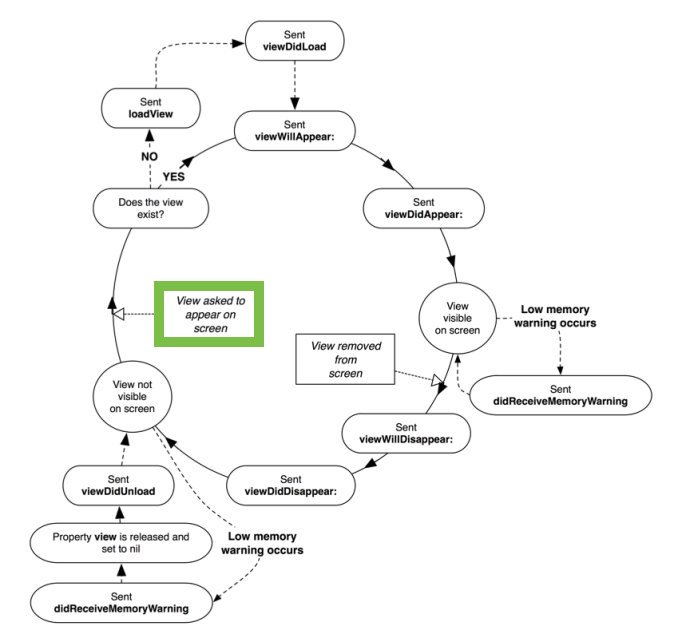 Sent
viewDidLoad
Sent
loadView
Sent
viewWillAppear:
NO
YES
Does the view
exist?
Sent
viewDidAppear:
View asked to
appear on
screen
View
visible
on screen
Low memory
warning occurs
View removed
from
screen
Sent
didReceiveMemoryWarning
View not
visible
on screen
Sent
viewWillDisappear:
Sent
viewDidDisappear:
Sent
viewDidUnload
Property view is released and
set to nil
Low memory
warning occurs
Sent
didReceiveMemoryWarning